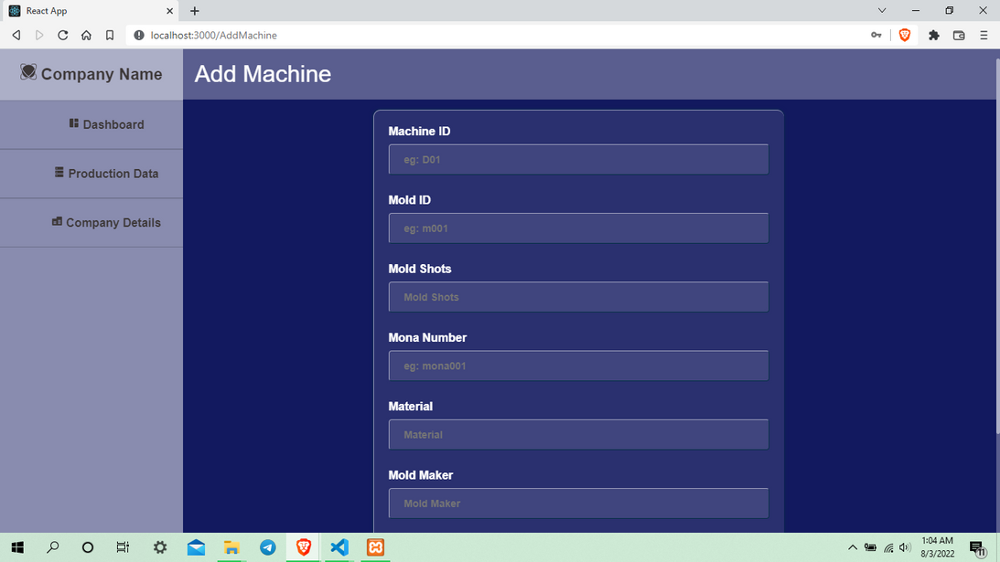 React App
localhost:3000/AddMachine
Company Name
Add Machine
Dashboard
Production Data
Company Details
Machine ID
eg: D01
Mold ID
eg: m001
Mold Shots
Mold Shots
Mona Number
eg: mona001
Material
Material
Mold Maker
Mold Maker
1:04 AM
8/3/2022
11